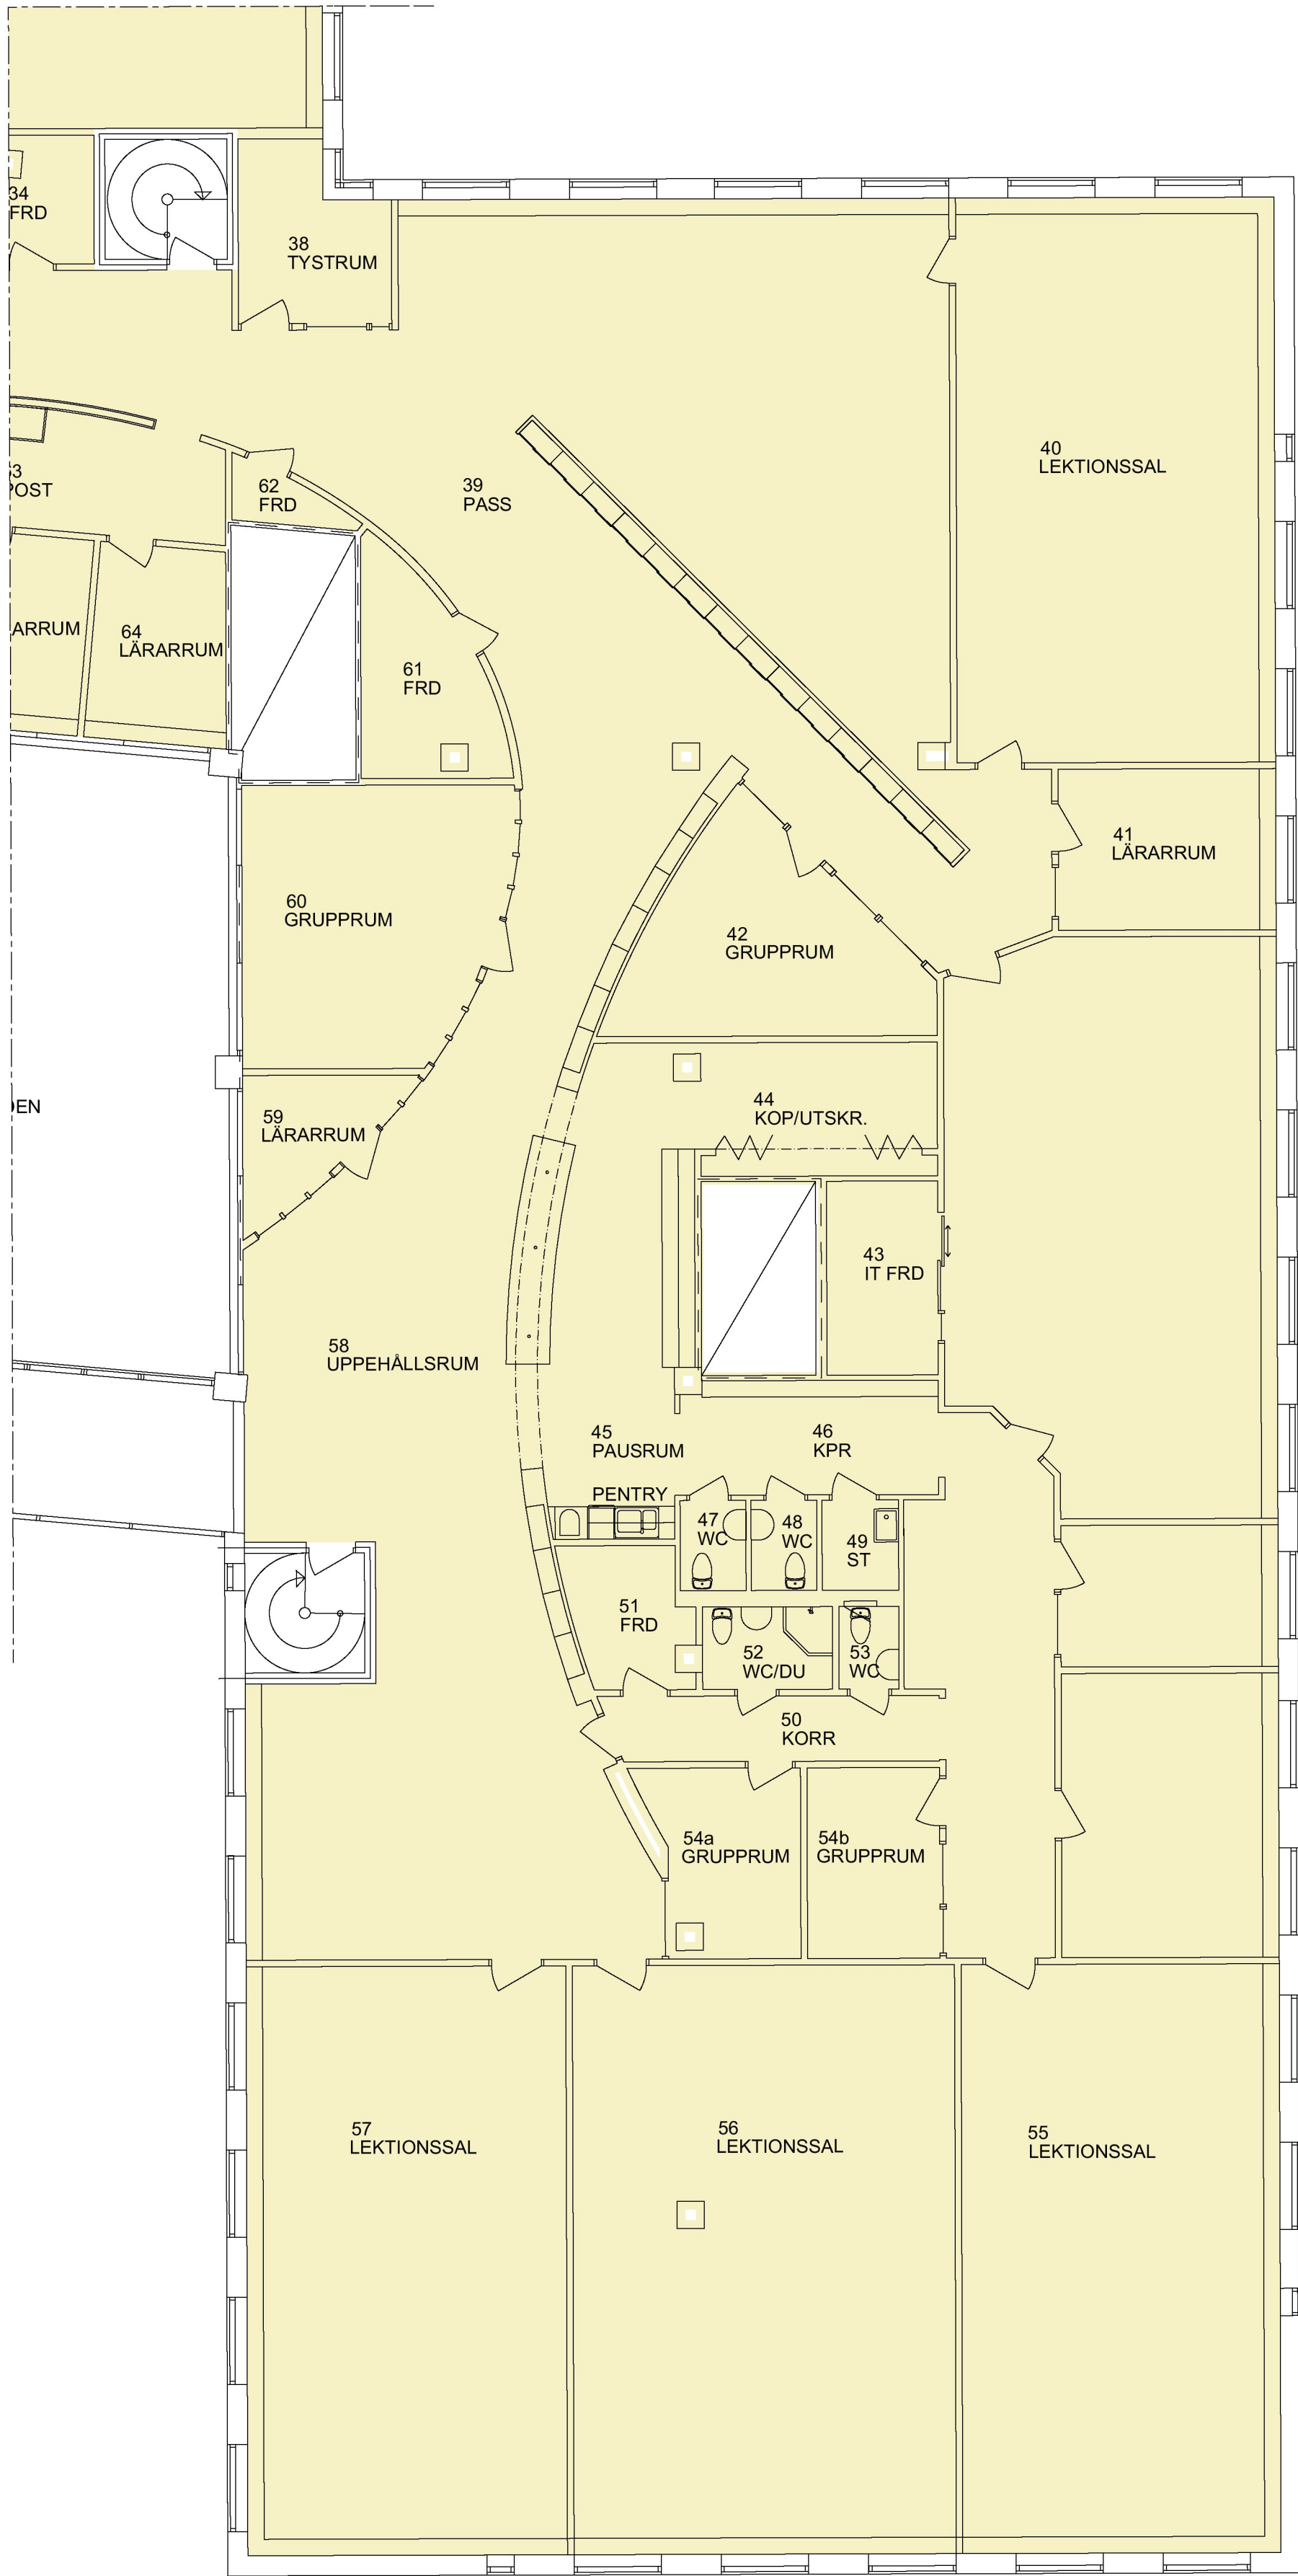 34
FRD
38
TYSTRUM
40
LEKTIONSSAL
62
FRD
39
PASS
64
LÄRARRUM
61
FRD
41
LÄRARRUM
60
GRUPPRUM
42
GRUPPRUM
44
KOP/UTSKR.
59
LÄRARRUM
43
IT FRD
58
UPPEHÅLLSRUM
45
PAUSRUM
46
KPR
PENTRY
47
WC
48
WC
49
ST
51
FRD
52
WC/DU
53
WC
50
KORR
54a
GRUPPRUM
54b
GRUPPRUM
57
LEKTIONSSAL
56
LEKTIONSSAL
55
LEKTIONSSAL